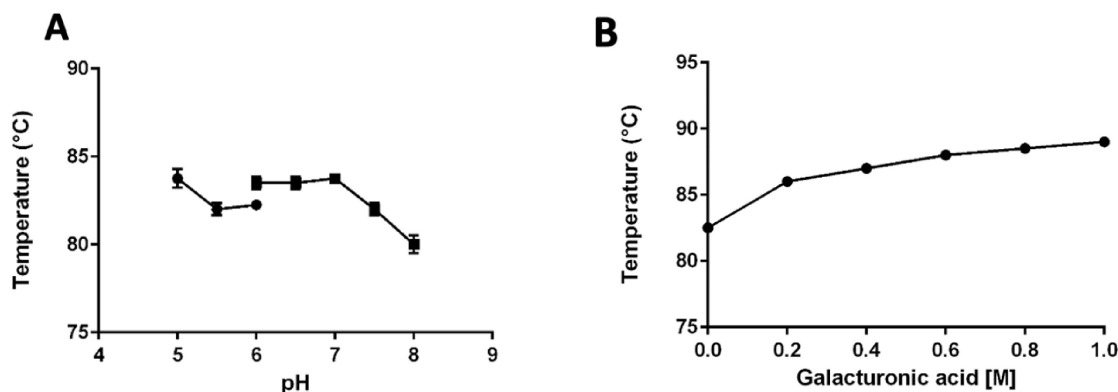 A
Temperature (°C)
90
85
80
75
4 5 6 7 8 9
pH
B
Temperature (°C)
95
90
85
80
75
0.0 0.2 0.4 0.6 0.8 1.0
Galacturonic acid [M]